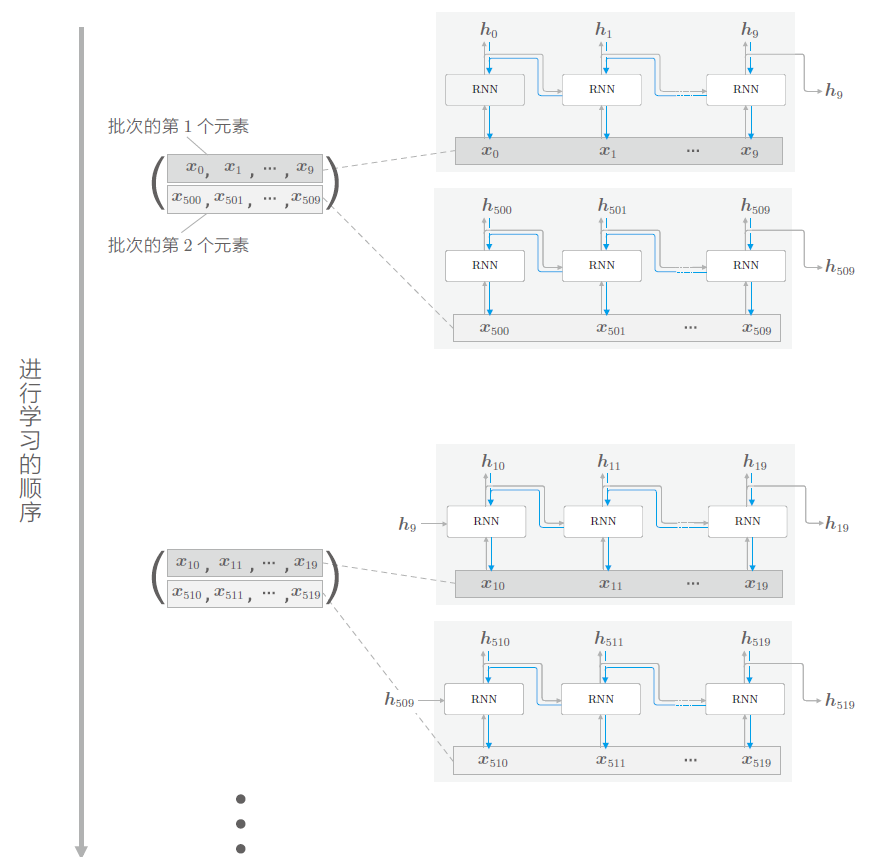 h0 h1 h9
RNN RNN RNN h9
批次的第 1 个元素
x0 x1 ⋯ x9
x0, x1, ⋯, x9
x500, x501, ⋯, x509
批次的第 2 个元素
h500 h501 h509
RNN RNN RNN h509
x500 x501 ⋯ x509
进行学习的顺序
h10 h11 h19
h9 RNN RNN RNN h19
x10 x11 ⋯ x19
x10, x11, ⋯, x19
x510, x511, ⋯, x519
h510 h511 h519
h509 RNN RNN RNN h519
x510 x511 ⋯ x519